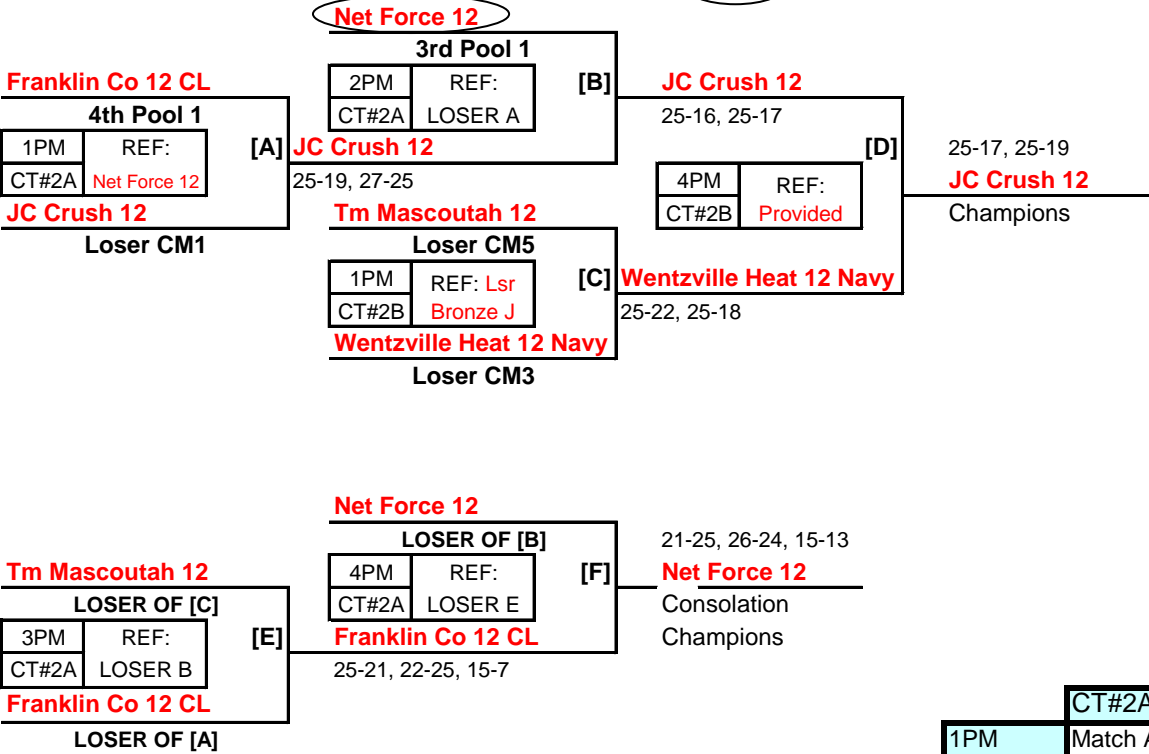 Net Force 12
3rd Pool 1
Franklin Co 12 CL
2PM REF: [B] JC Crush 12
4th Pool 1
CT#2A LOSER A 25-16, 25-17
1PM REF: [A] JC Crush 12 [D] 25-17, 25-19
CT#2A Net Force 12 25-19, 27-25 4PM REF: JC Crush 12
JC Crush 12 Tm Mascoutah 12 CT#2B Provided Champions
Loser CM1 Loser CM5
1PM REF: Lsr [C] Wentzville Heat 12 Navy
CT#2B Bronze J 25-22, 25-18
Wentzville Heat 12 Navy
Loser CM3
Net Force 12
LOSER OF [B] 21-25, 26-24, 15-13
Tm Mascoutah 12 4PM REF: [F] Net Force 12
LOSER OF [C] CT#2A LOSER E Consolation
3PM REF: [E] Franklin Co 12 CL Champions
CT#2A LOSER B 25-21, 22-25, 15-7
Franklin Co 12 CL CT#2A
LOSER OF [A] 1PM Match A